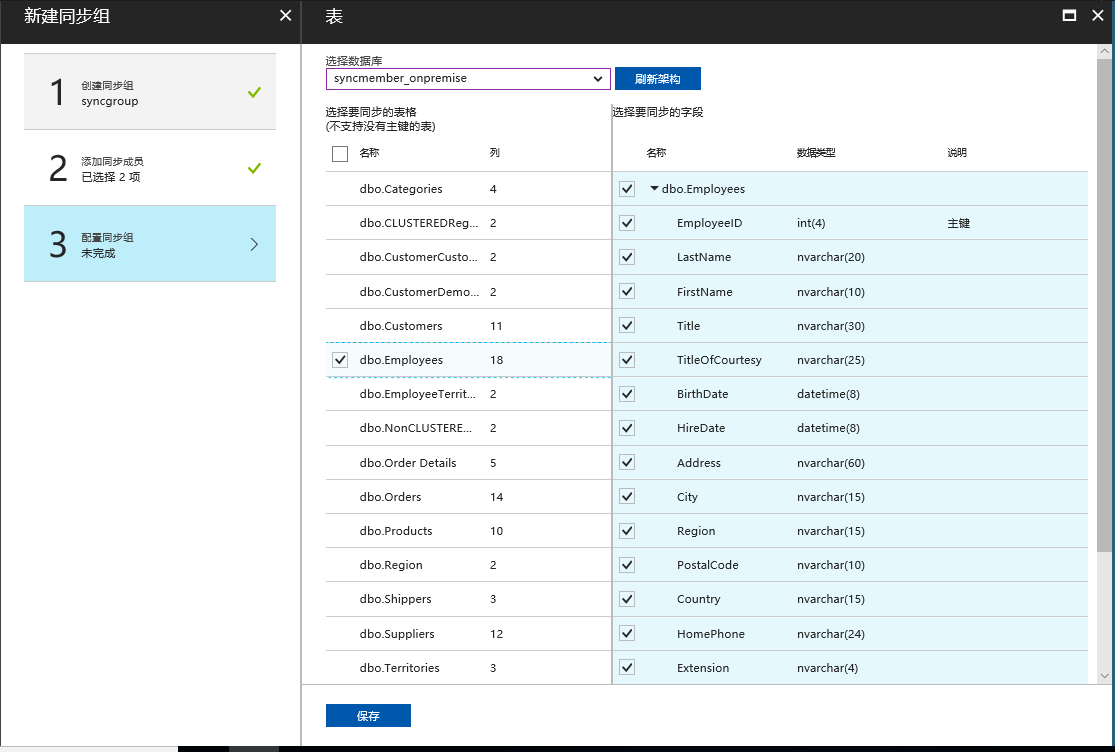 新建同步组
表
1
创建同步组
syncgroup
2
添加同步成员
已选择 2 项
3
配置同步组
未完成
选择数据库
syncmember_onpremise
刷新架构
选择要同步的表格
(不支持没有主键的表)
名称 列
dbo.Categories 4
dbo.CLUSTEREDReg... 2
dbo.CustomerCusto... 2
dbo.CustomerDemo... 2
dbo.Customers 11
dbo.Employees 18
dbo.EmployeeTerrit... 2
dbo.NonCLUSTERE... 2
dbo.Order Details 5
dbo.Orders 14
dbo.Products 10
dbo.Region 2
dbo.Shippers 3
dbo.Suppliers 12
dbo.Territories 3
选择要同步的字段
名称 数据类型 说明
dbo.Employees
EmployeeID int(4) 主键
LastName nvarchar(20)
FirstName nvarchar(10)
Title nvarchar(30)
TitleOfCourtesy nvarchar(25)
BirthDate datetime(8)
HireDate datetime(8)
Address nvarchar(60)
City nvarchar(15)
Region nvarchar(15)
PostalCode nvarchar(10)
Country nvarchar(15)
HomePhone nvarchar(24)
Extension nvarchar(4)
保存